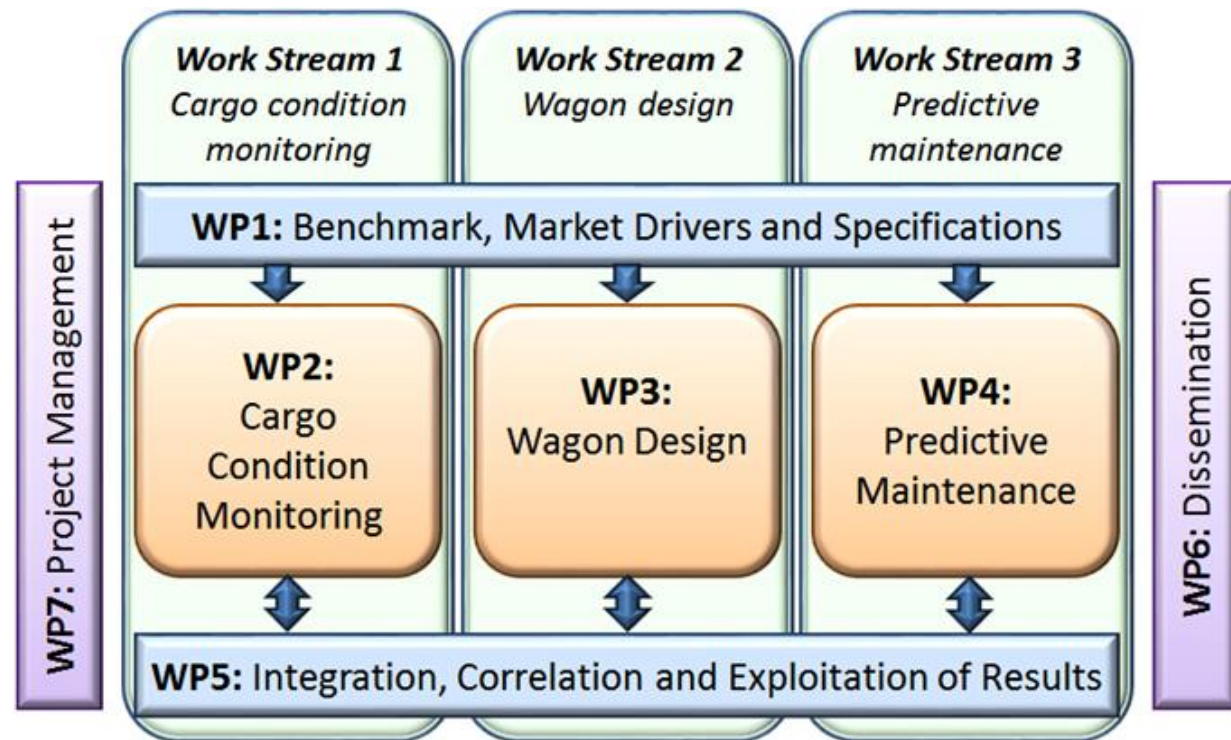 Work Stream 1
Cargo condition
monitoring
Work Stream 2
Wagon design
Work Stream 3
Predictive
maintenance
WP1: Benchmark, Market Drivers and Specifications
WP2:
Cargo
Condition
Monitoring
WP3:
Wagon Design
WP4:
Predictive
Maintenance
WP5: Integration, Correlation and Exploitation of Results
WP7: Project Management
WP6: Dissemination